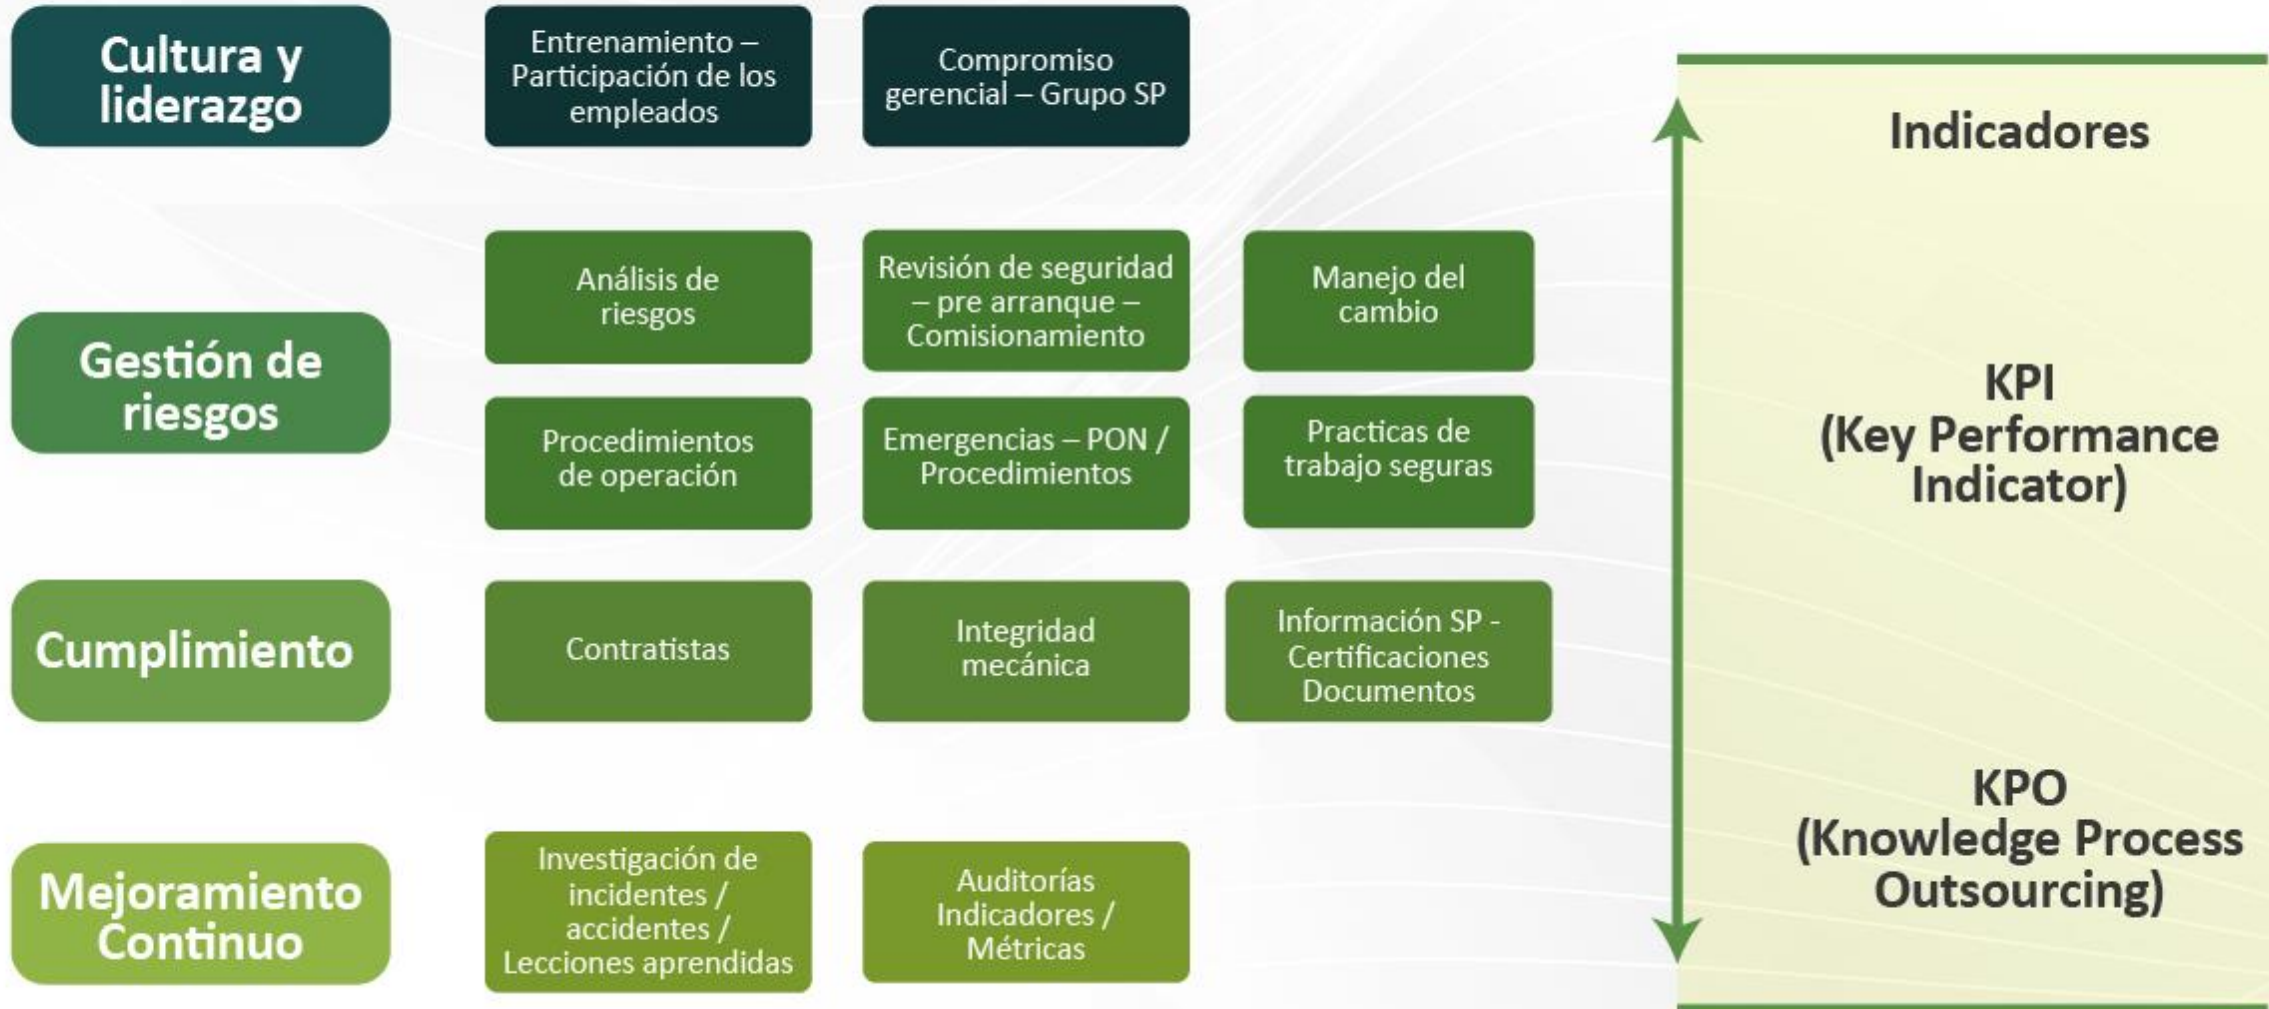 Cultura y
liderazgo
Entrenamiento –
Participación de los
empleados
Compromiso
gerencial – Grupo SP
Gestión de
riesgos
Análisis de
riesgos
Revisión de seguridad
– pre arranque –
Comisionamiento
Manejo del
cambio
Procedimientos
de operación
Emergencias – PON /
Procedimientos
Practicas de
trabajo seguras
Cumplimiento
Contratistas
Integridad
mecánica
Información SP -
Certificaciones
Documentos
Mejoramiento
Continuo
Investigación de
incidentes /
accidentes /
Lecciones aprendidas
Auditorías
Indicadores /
Métricas
Indicadores
KPI
(Key Performance
Indicator)
KPO
(Knowledge Process
Outsourcing)